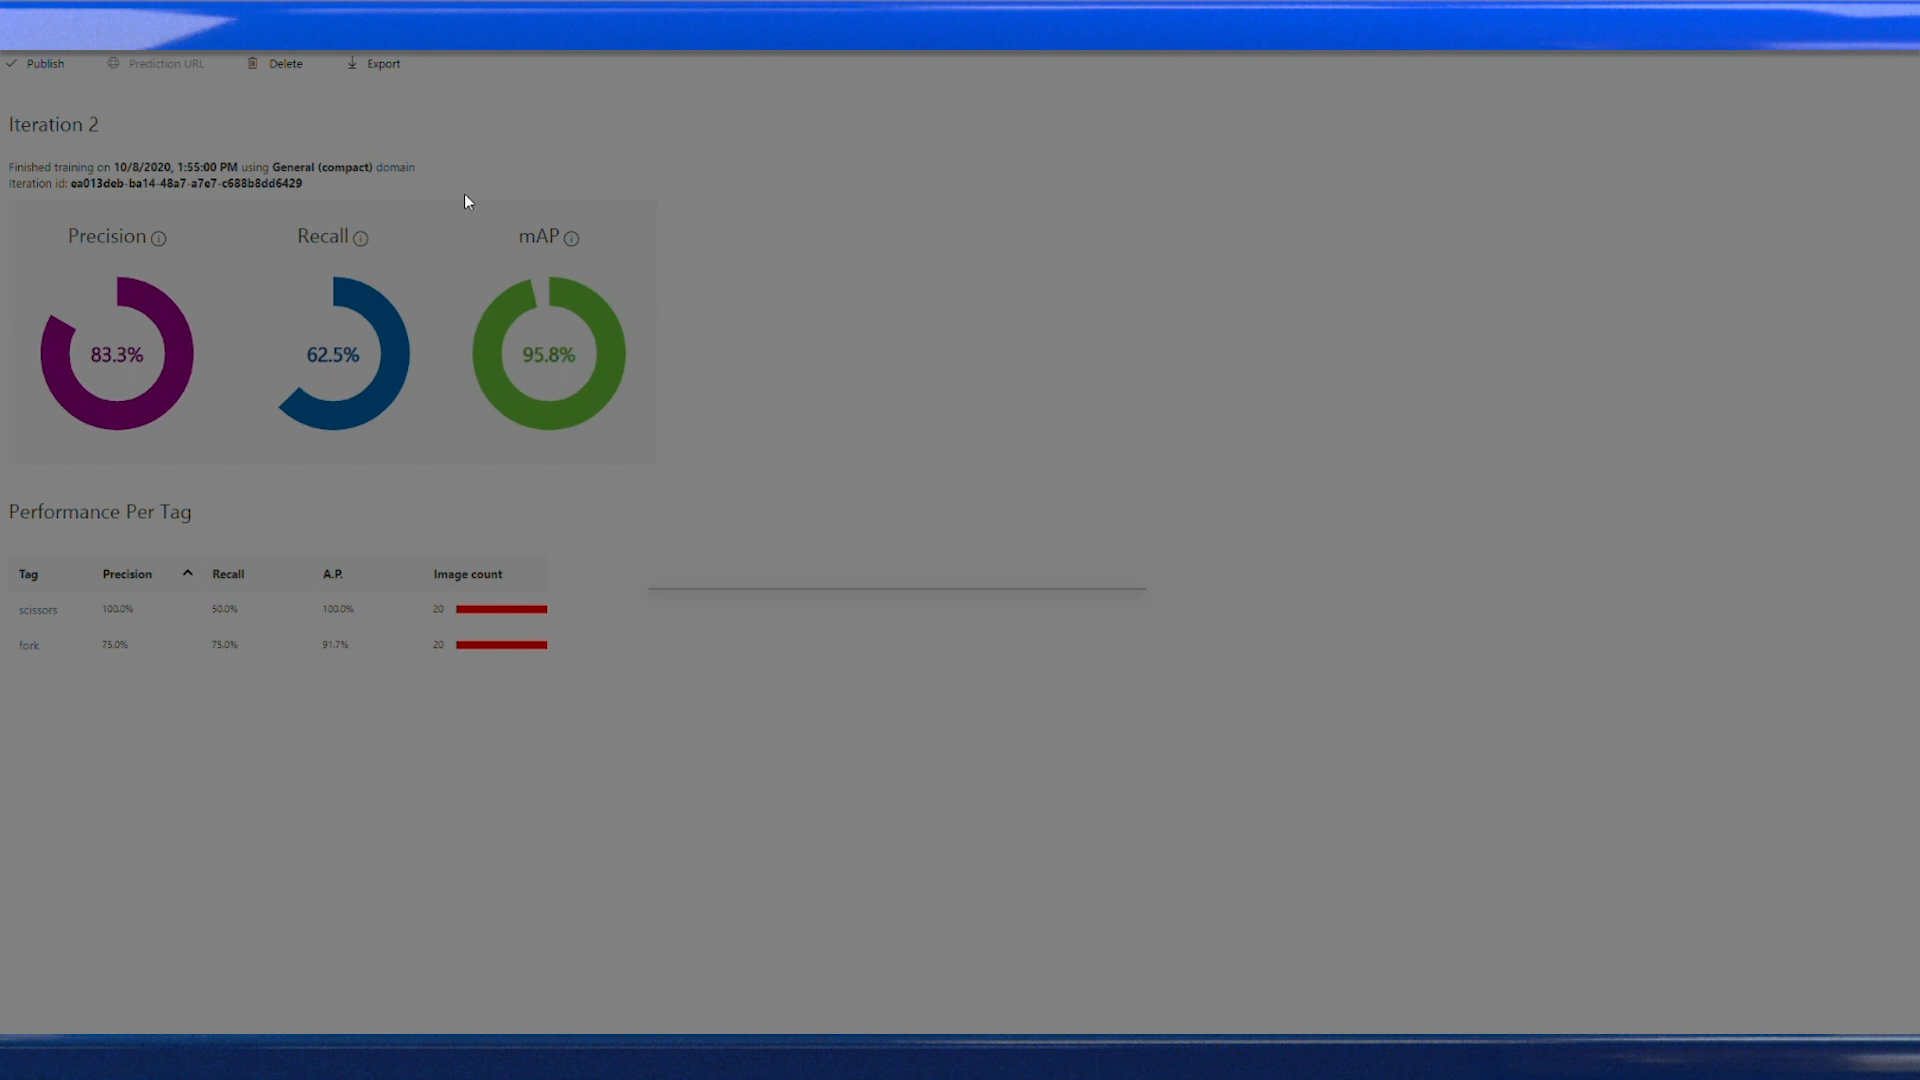 Publish Prediction URL Delete Export
Iteration 2
Finished training on 10/8/2020, 1:55:00 PM using General (compact) domain
Iteration id: ea013deb-ba14-48a7-a7e7-c688b8dd6429
Precision Recall mAP
83.3% 62.5% 95.8%
Performance Per Tag
Tag Precision Recall A.P. Image count
scissors 100.0% 50.0% 100.0% 20
fork 75.0% 75.0% 91.7% 20